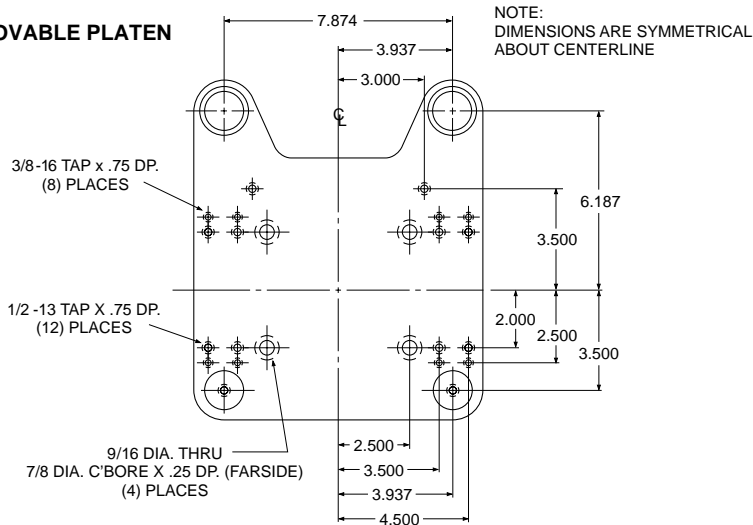 OVABLE PLATEN
NOTE:
DIMENSIONS ARE SYMMETRICAL
ABOUT CENTERLINE
7.874
3.937
3.000
CL
3/8-16 TAP x .75 DP.
(8) PLACES
6.187
3.500
1/2 -13 TAP X .75 DP.
(12) PLACES
2.000
2.500
3.500
9/16 DIA. THRU
7/8 DIA. C'BORE X .25 DP. (FARSIDE)
(4) PLACES
2.500
3.500
3.937
4.500